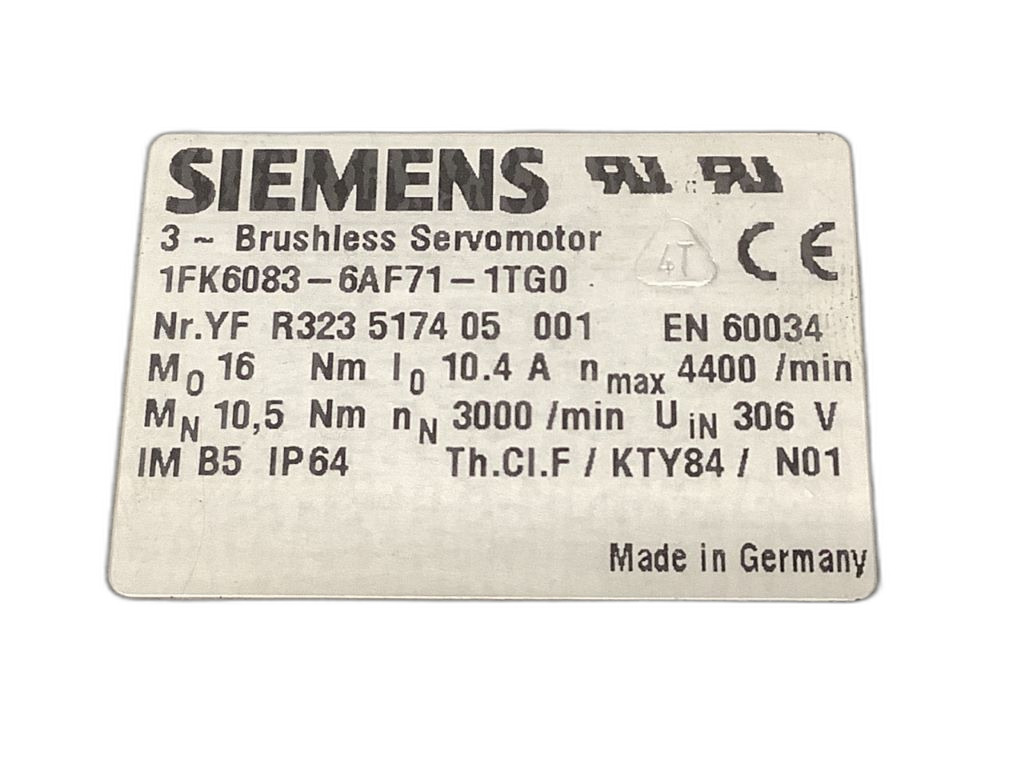 SIEMENS
3 ~ Brushless Servomotor
1FK6083-6AF71-1TG0
4T
Nr.YF R323 5174 05 001 EN 60034
M0 16 Nm I0 10.4 A nmax 4400 /min
MN 10,5 Nm nN 3000 /min UiN 306 V
IM B5 IP64 Th.Cl.F / KTY84 / N01
Made in Germany